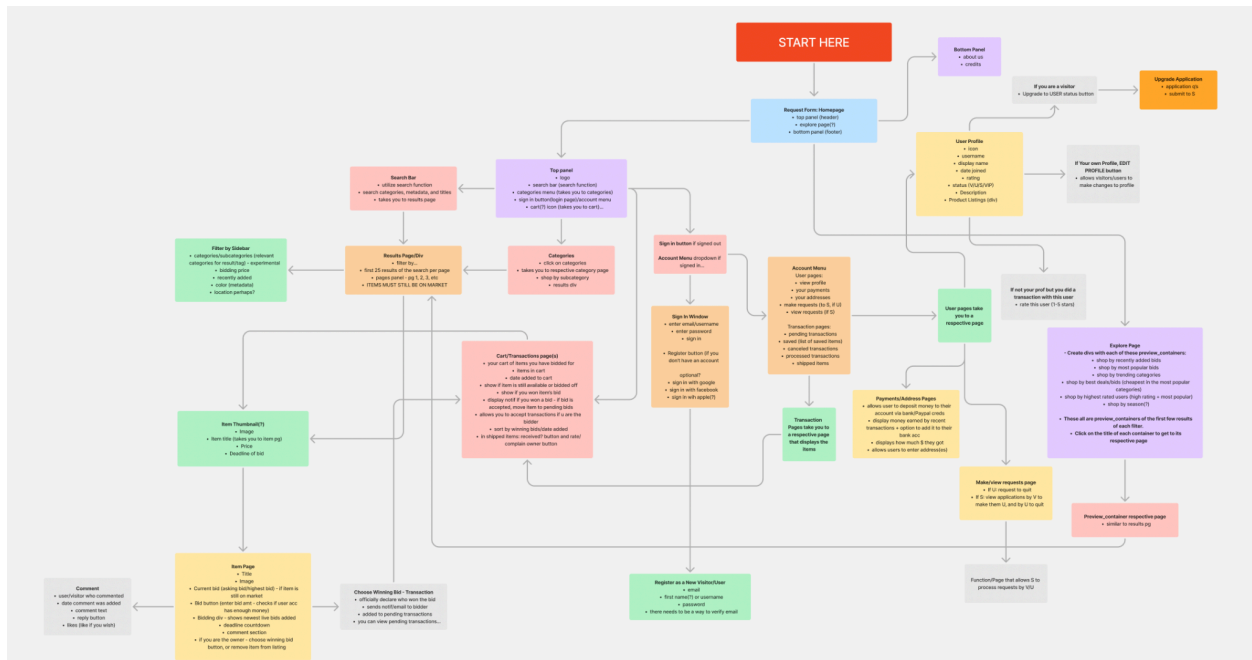 START HERE
Bottom Panel
• about us
• credits
If you are a visitor
• Upgrade to USER status button
Upgrade Application
• application q's
• submit to S
Request Form: Homepage
• top panel (header)
• explore page(?)
• bottom panel (footer)
User Profile
• icon
• username
• display name
• date joined
• rating
• status (V/U/S/VIP)
• Description
• Product Listings (div)
If Your own Profile, EDIT
PROFILE button
• allows visitors/users to
make changes to profile
Search Bar
• utilize search function
• search categories, metadata, and titles
• takes you to results page
Top panel
• logo
• search bar (search function)
• categories menu (takes you to categories)
• sign in button(login page)/account menu
• cart(?) icon (takes you to cart)...
Filter by Sidebar
• categories/subcategories (relevant
categories for result/tag) - experimental
• bidding price
• recently added
• color (metadata)
• location perhaps?
Results Page/Div
• filter by...
• first 25 results of the search per page
• pages panel - pg 1, 2, 3, etc
• ITEMS MUST STILL BE ON MARKET
Categories
• click on categories
• takes you to respective category page
• shop by subcategory
• results div
Sign in button if signed out
Account Menu dropdown if
signed in...
Account Menu
User pages:
• view profile
• your payments
• your addresses
• make requests (to S, if U)
• view requests (if S)
Transaction pages:
• pending transactions
• saved (list of saved items)
• canceled transactions
• processed transactions
• shipped items
User pages take
you to a
respective page
If not your prof but you did a
transaction with this user
• rate this user (1-5 stars)
Sign In Window
• enter email/username
• enter password
• sign in
• Register button (if you
don't have an account
optional?
• sign in with google
• sign in with facebook
• sign in wih apple(?)
Explore Page
- Create divs with each of these preview_containers:
• shop by recently added bids
• shop by most popular bids
• shop by trending categories
• shop by best deals/bids (cheapest in the most popular
categories)
• shop by highest rated users (high rating + most popular)
• shop by season(?)
• These all are preview_containers of the first few results
of each filter.
• Click on the title of each container to get to its
respective page
Cart/Transactions page(s)
• your cart of items you have bidded for
• items in cart
• date added to cart
• show if item is still available or bidded off
• show if you won item's bid
• display notif if you won a bid - if bid is
accepted, move item to pending bids
• allows you to accept transactions if u are the
bidder
• sort by winning bids/date added
• in shipped items: received? button and rate/
complain owner button
Payments/Address Pages
• allows user to deposit money to their
account via bank/Paypal creds
• display money earned by recent
transactions + option to add it to their
bank acc
• displays how much $ they got
• allows users to enter address(es)
Item Thumbnail(?)
• Image
• Item title (takes you to item pg)
• Price
• Deadline of bid
Transaction
Pages take you to
a respective page
that displays the
items
Make/view requests page
• If U: request to quit
• If S: view applications by V to
make them U, and by U to quit
Preview_container respective page
• similar to results pg
Item Page
• Title
• Image
• Current bid (asking bid/highest bid) - if item is
still on market
• Bid button (enter bid amt - checks if user acc
has enough money)
• Bidding div - shows newest live bids added
• deadline countdown
• comment section
• if you are the owner - choose winning bid
button, or remove item from listing
Comment
• user/visitor who commented
• date comment was added
• comment text
• reply button
• likes (like if you wish)
Choose Winning Bid - Transaction
• officially declare who won the bid
• sends notif/email to bidder
• added to pending transactions
• you can view pending transactions...
Register as a New Visitor/User
• email
• first name(?) or username
• password
• there needs to be a way to verify email
Function/Page that allows S to
process requests by V/U